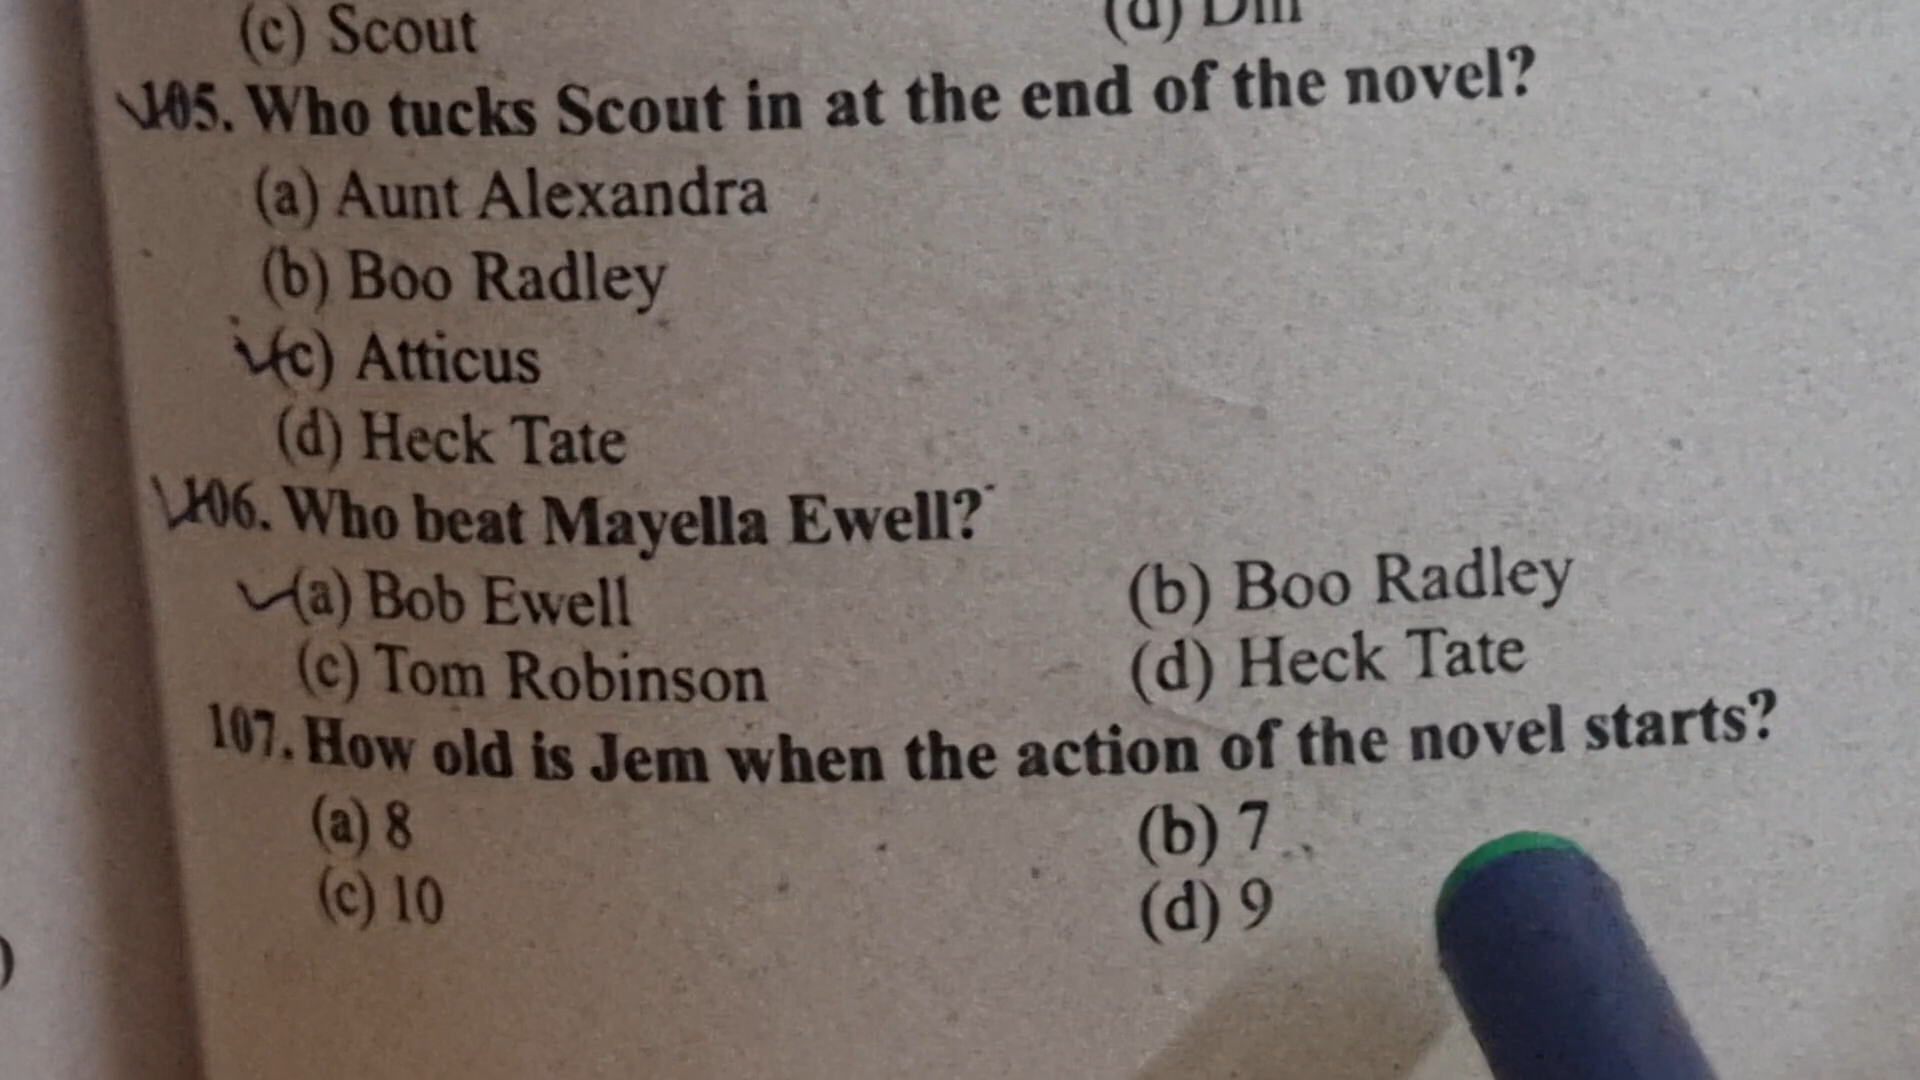 (c) Scout (d) Dill
105. Who tucks Scout in at the end of the novel?
(a) Aunt Alexandra
(b) Boo Radley
(c) Atticus
(d) Heck Tate
106. Who beat Mayella Ewell?
(a) Bob Ewell (b) Boo Radley
(c) Tom Robinson (d) Heck Tate
107. How old is Jem when the action of the novel starts?
(a) 8 (b) 7
(c) 10 (d) 9
)